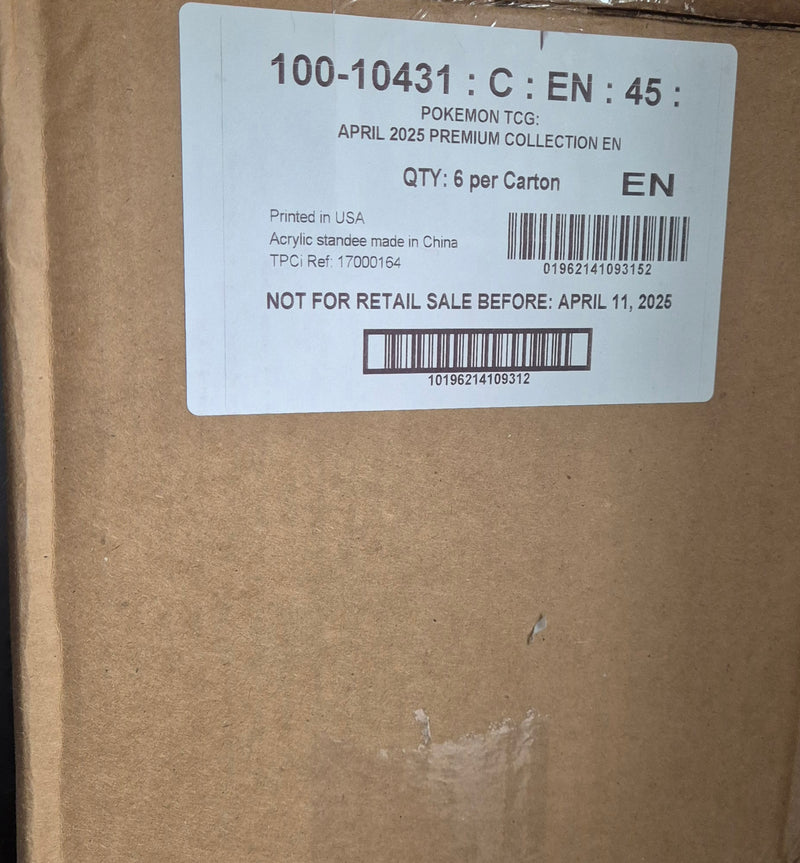 100-10431 : C : EN : 45 :
POKEMON TCG:
APRIL 2025 PREMIUM COLLECTION EN
QTY: 6 per Carton
EN
Printed in USA
Acrylic standee made in China
TPCi Ref: 17000164
01962141093152
NOT FOR RETAIL SALE BEFORE: APRIL 11, 2025
10196214109312